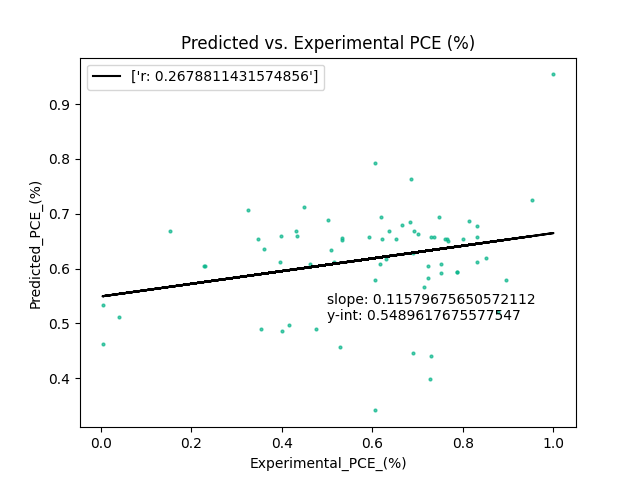 Predicted vs. Experimental PCE (%)
['r: 0.2678811431574856']
0.9
0.8
0.7
0.6
0.5
0.4
Predicted_PCE_(%)
slope: 0.11579675650572112
y-int: 0.5489617675577547
0.0 0.2 0.4 0.6 0.8 1.0
Experimental_PCE_(%)